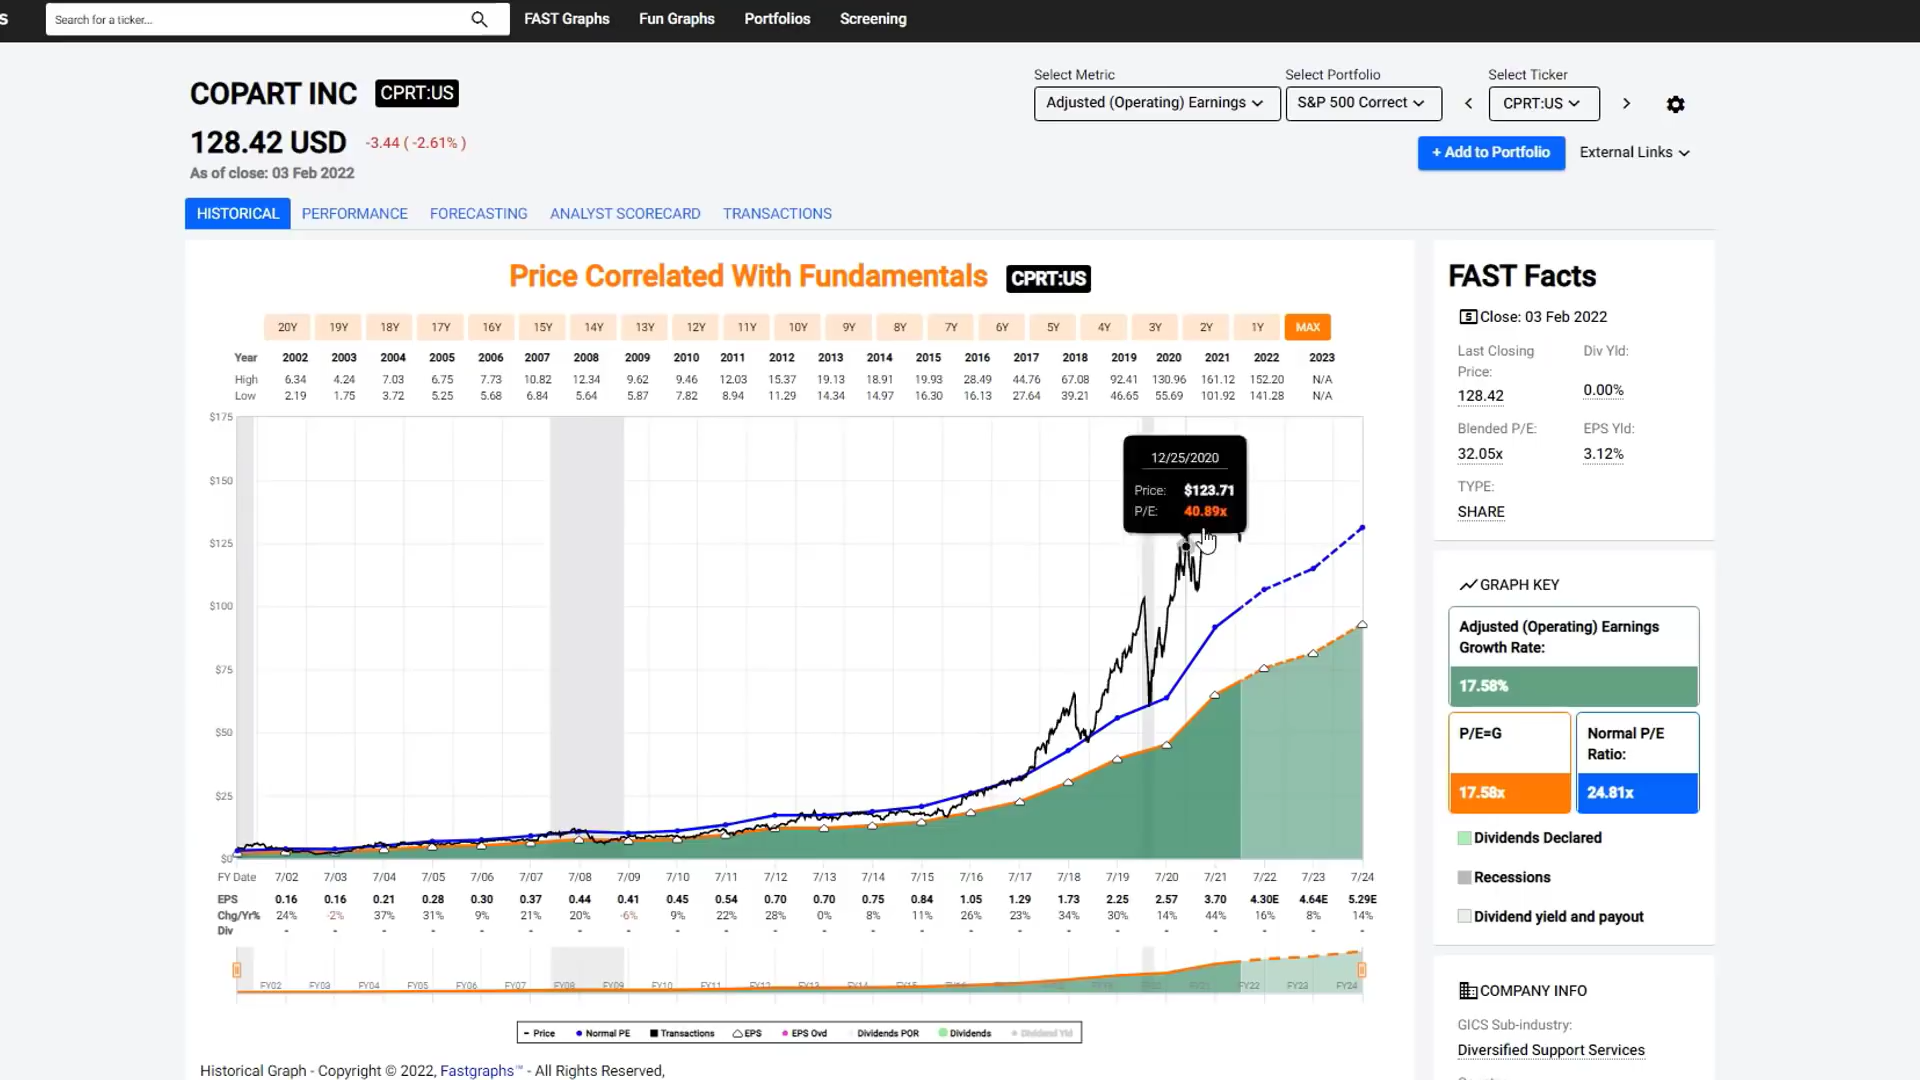 S
Search for a ticker...
FAST Graphs Fun Graphs Portfolios Screening
COPART INC CPRT:US
128.42 USD -3.44 ( -2.61% )
As of close: 03 Feb 2022
Select Metric Select Portfolio Select Ticker
Adjusted (Operating) Earnings S&P 500 Correct CPRT:US
+ Add to Portfolio External Links
HISTORICAL PERFORMANCE FORECASTING ANALYST SCORECARD TRANSACTIONS
Price Correlated With Fundamentals CPRT:US
20Y 19Y 18Y 17Y 16Y 15Y 14Y 13Y 12Y 11Y 10Y 9Y 8Y 7Y 6Y 5Y 4Y 3Y 2Y 1Y MAX
Year 2002 2003 2004 2005 2006 2007 2008 2009 2010 2011 2012 2013 2014 2015 2016 2017 2018 2019 2020 2021 2022 2023
High 6.34 4.24 7.03 6.75 7.73 10.82 12.34 9.62 9.46 12.03 15.37 19.13 18.91 19.93 28.49 44.76 67.08 92.41 130.96 161.12 152.20 N/A
Low 2.19 1.75 3.72 5.25 5.68 6.84 5.64 5.87 7.82 8.94 11.29 14.34 14.97 16.30 16.13 27.64 39.21 46.65 55.69 101.92 141.28 N/A
$175
$150
$125
$100
$75
$50
$25
$0
12/25/2020
Price: $123.71
P/E: 40.89x
FY Date 7/02 7/03 7/04 7/05 7/06 7/07 7/08 7/09 7/10 7/11 7/12 7/13 7/14 7/15 7/16 7/17 7/18 7/19 7/20 7/21 7/22 7/23 7/24
EPS 0.16 0.16 0.21 0.28 0.30 0.37 0.44 0.41 0.45 0.54 0.70 0.70 0.75 0.84 1.05 1.29 1.73 2.25 2.57 3.70 4.30E 4.64E 5.29E
Chg/Yr% 24% -2% 37% 31% 9% 21% 20% -6% 9% 22% 28% 0% 8% 11% 26% 23% 34% 30% 14% 44% 16% 8% 14%
Div - - - - - - - - - - - - - - - - - - - - - - -
FY02 FY03 FY04 FY05 FY06 FY07 FY08 FY09 FY10 FY11 FY12 FY13 FY14 FY15 FY22 FY23 FY24
Price Normal PE Transactions EPS EPS Ovd Dividends POR Dividends Dividend Yld
Historical Graph - Copyright © 2022, Fastgraphs™ - All Rights Reserved,
FAST Facts
Close: 03 Feb 2022
Last Closing Price: Div Yld:
128.42 0.00%
Blended P/E: EPS Yld:
32.05x 3.12%
TYPE:
SHARE
GRAPH KEY
Adjusted (Operating) Earnings
Growth Rate:
17.58%
P/E=G Normal P/E Ratio:
17.58x 24.81x
Dividends Declared
Recessions
Dividend yield and payout
COMPANY INFO
GICS Sub-industry:
Diversified Support Services